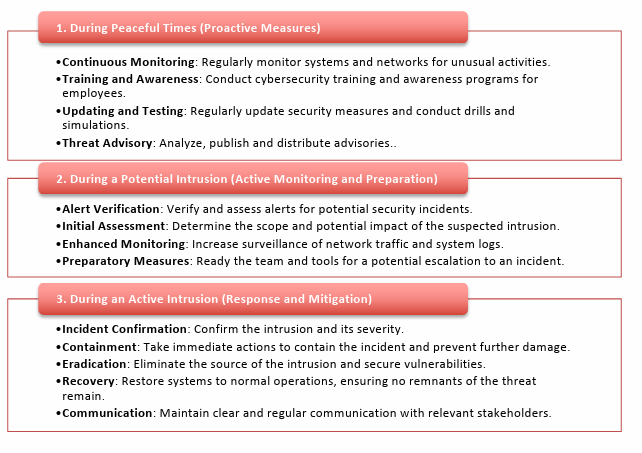 1. During Peaceful Times (Proactive Measures)
•Continuous Monitoring: Regularly monitor systems and networks for unusual activities.
•Training and Awareness: Conduct cybersecurity training and awareness programs for
employees.
•Updating and Testing: Regularly update security measures and conduct drills and
simulations.
•Threat Advisory: Analyze, publish and distribute advisories..
2. During a Potential Intrusion (Active Monitoring and Preparation)
•Alert Verification: Verify and assess alerts for potential security incidents.
•Initial Assessment: Determine the scope and potential impact of the suspected intrusion.
•Enhanced Monitoring: Increase surveillance of network traffic and system logs.
•Preparatory Measures: Ready the team and tools for a potential escalation to an incident.
3. During an Active Intrusion (Response and Mitigation)
•Incident Confirmation: Confirm the intrusion and its severity.
•Containment: Take immediate actions to contain the incident and prevent further damage.
•Eradication: Eliminate the source of the intrusion and secure vulnerabilities.
•Recovery: Restore systems to normal operations, ensuring no remnants of the threat
remain.
•Communication: Maintain clear and regular communication with relevant stakeholders.